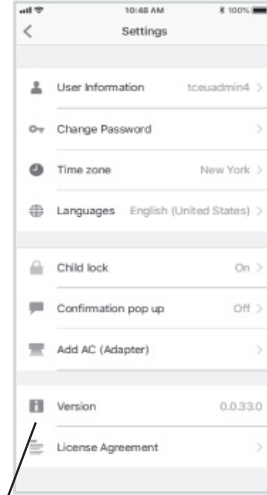 10:48 AM 100%
Settings
User Information tceuadmin4
Change Password
Time zone New York
Languages English (United States)
Child lock On
Confirmation pop up Off
Add AC (Adapter)
Version 0.0.33.0
License Agreement